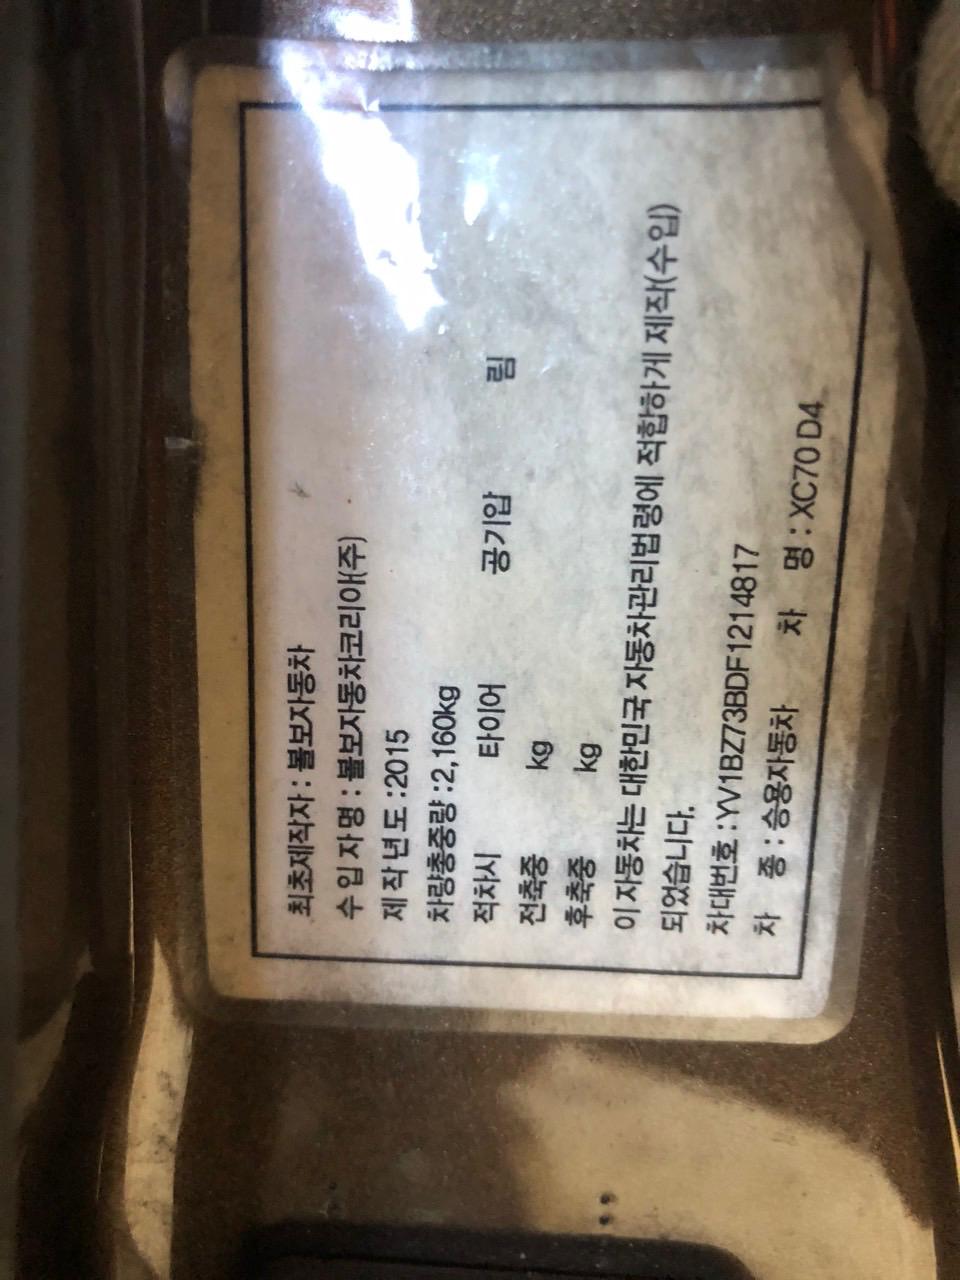 최초제작자 : 볼보자동차
수 입 자 명 : 볼보자동차코리아(주)
제 작 년 도 :2015
차량총중량 :2,160kg
적차시 타이어 공기압 림
전축중 kg
후축중 kg
이 자동차는 대한민국 자동차관리법령에 적합하게 제작(수입)
되었습니다.
차대번호 : YV1BZ73BDF1214817
차 종 : 승용자동차 차 명 : XC70 D4